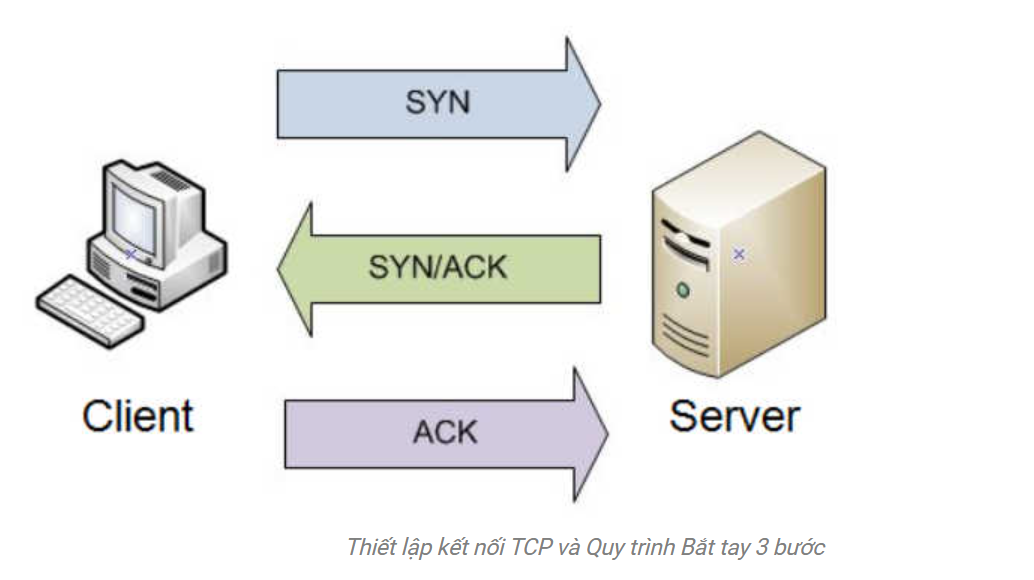 SYN
SYN/ACK
Client
ACK
Server
Thiết lập kết nối TCP và Quy trình Bắt tay 3 bước